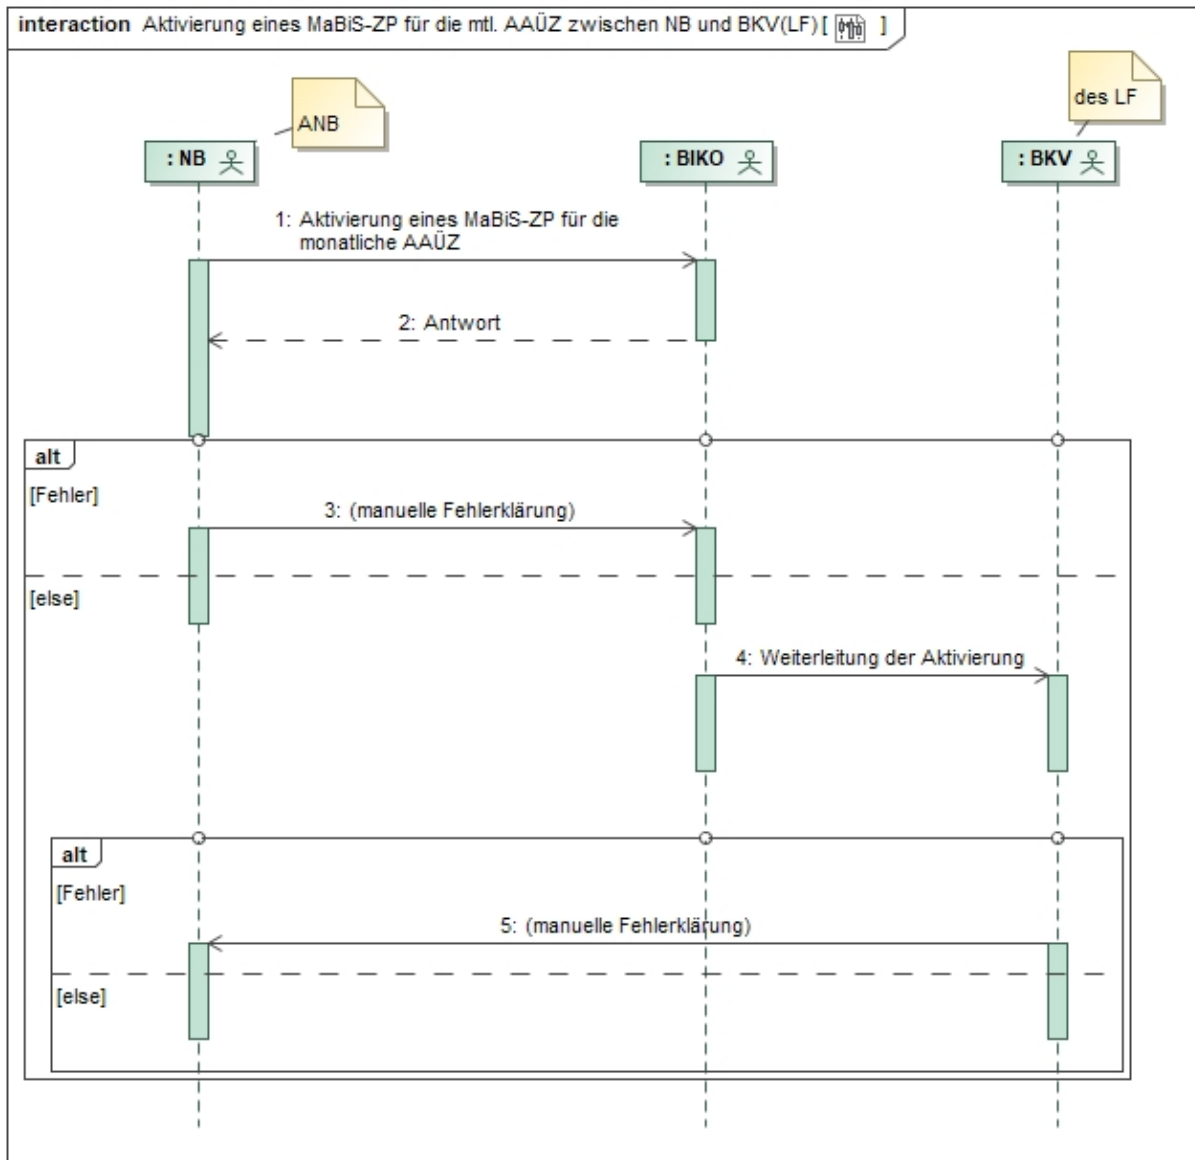 interaction Aktivierung eines MaBiS-ZP für die mtl. AAÜZ zwischen NB und BKV(LF) [ ]
ANB
des LF
: NB
: BIKO
: BKV
1: Aktivierung eines MaBiS-ZP für die
monatliche AAÜZ
2: Antwort
alt
[Fehler]
3: (manuelle Fehlerklärung)
[else]
4: Weiterleitung der Aktivierung
alt
[Fehler]
5: (manuelle Fehlerklärung)
[else]